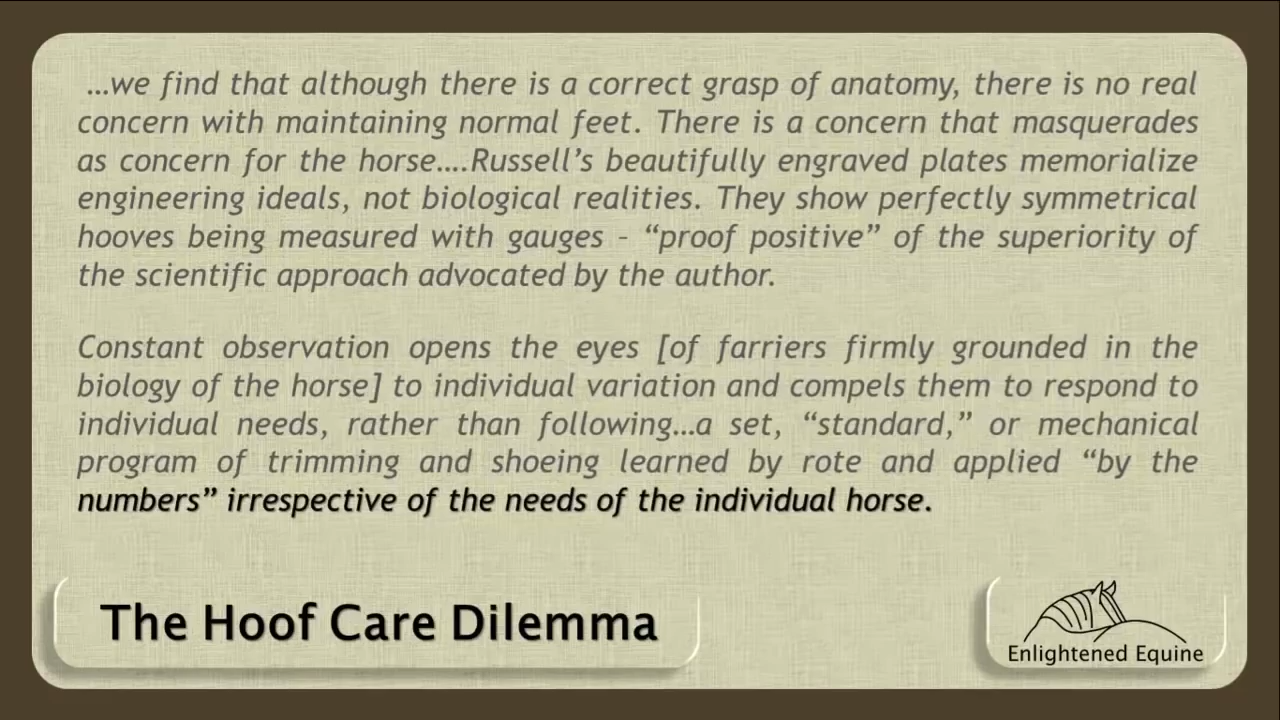 …we find that although there is a correct grasp of anatomy, there is no real
concern with maintaining normal feet. There is a concern that masquerades
as concern for the horse….Russell’s beautifully engraved plates memorialize
engineering ideals, not biological realities. They show perfectly symmetrical
hooves being measured with gauges – “proof positive” of the superiority of
the scientific approach advocated by the author.
Constant observation opens the eyes [of farriers firmly grounded in the
biology of the horse] to individual variation and compels them to respond to
individual needs, rather than following…a set, “standard,” or mechanical
program of trimming and shoeing learned by rote and applied “by the
numbers” irrespective of the needs of the individual horse.
The Hoof Care Dilemma
Enlightened Equine